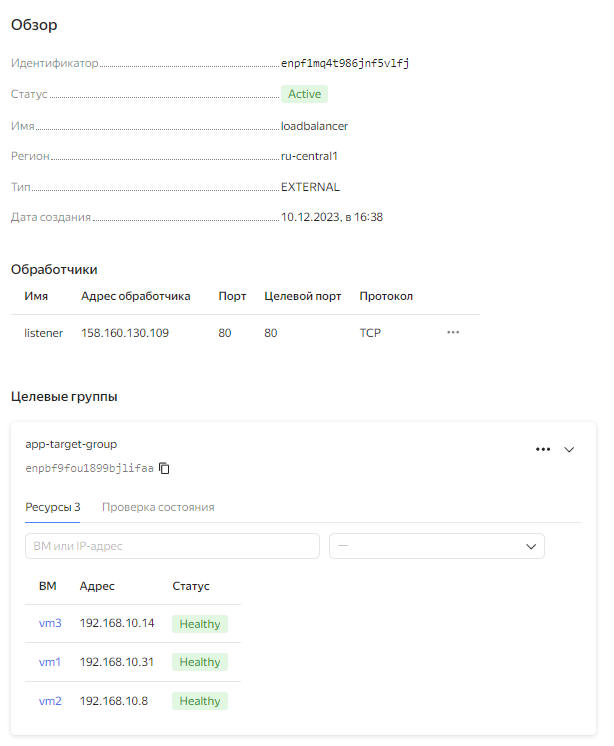 Обзор
Идентификатор enpf1mq4t986jnf5vlfj
Статус Active
Имя loadbalancer
Регион ru-central1
Тип EXTERNAL
Дата создания 10.12.2023, в 16:38
Обработчики
Имя Адрес обработчика Порт Целевой порт Протокол
listener 158.160.130.109 80 80 TCP
Целевые группы
app-target-group
enpbf9fou1899bjlifaa
Ресурсы 3 Проверка состояния
ВМ или IP-адрес —
ВМ Адрес Статус
vm3 192.168.10.14 Healthy
vm1 192.168.10.31 Healthy
vm2 192.168.10.8 Healthy